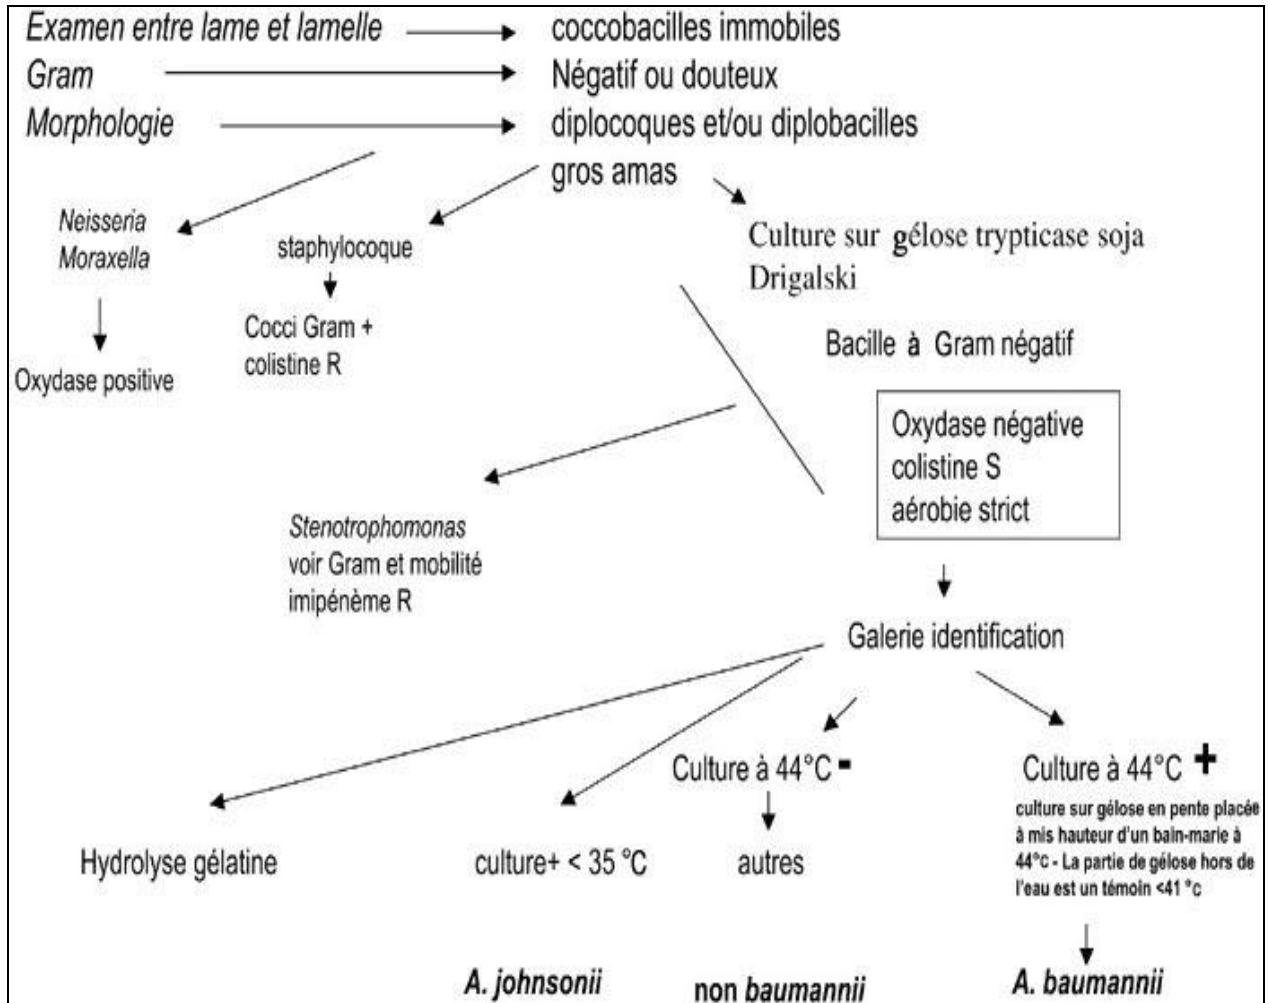 Examen entre lame et lamelle
coccobacilles immobiles
Gram
Négatif ou douteux
Morphologie
diplocoques et/ou diplobacilles
gros amas
Neisseria
Moraxella
Oxydase positive
staphylocoque
Cocci Gram +
colistine R
Culture sur gélose trypticase soja
Drigalski
Bacille à Gram négatif
Oxydase négative
colistine S
aérobie strict
Stenotrophomonas
voir Gram et mobilité
imipénème R
Galerie identification
Hydrolyse gélatine
culture+ < 35 °C
Culture à 44°C -
autres
Culture à 44°C +
culture sur gélose en pente placée
à mis hauteur d'un bain-marie à
44°C - La partie de gélose hors de
l'eau est un témoin <41 °C
A. johnsonii
non baumannii
A. baumannii